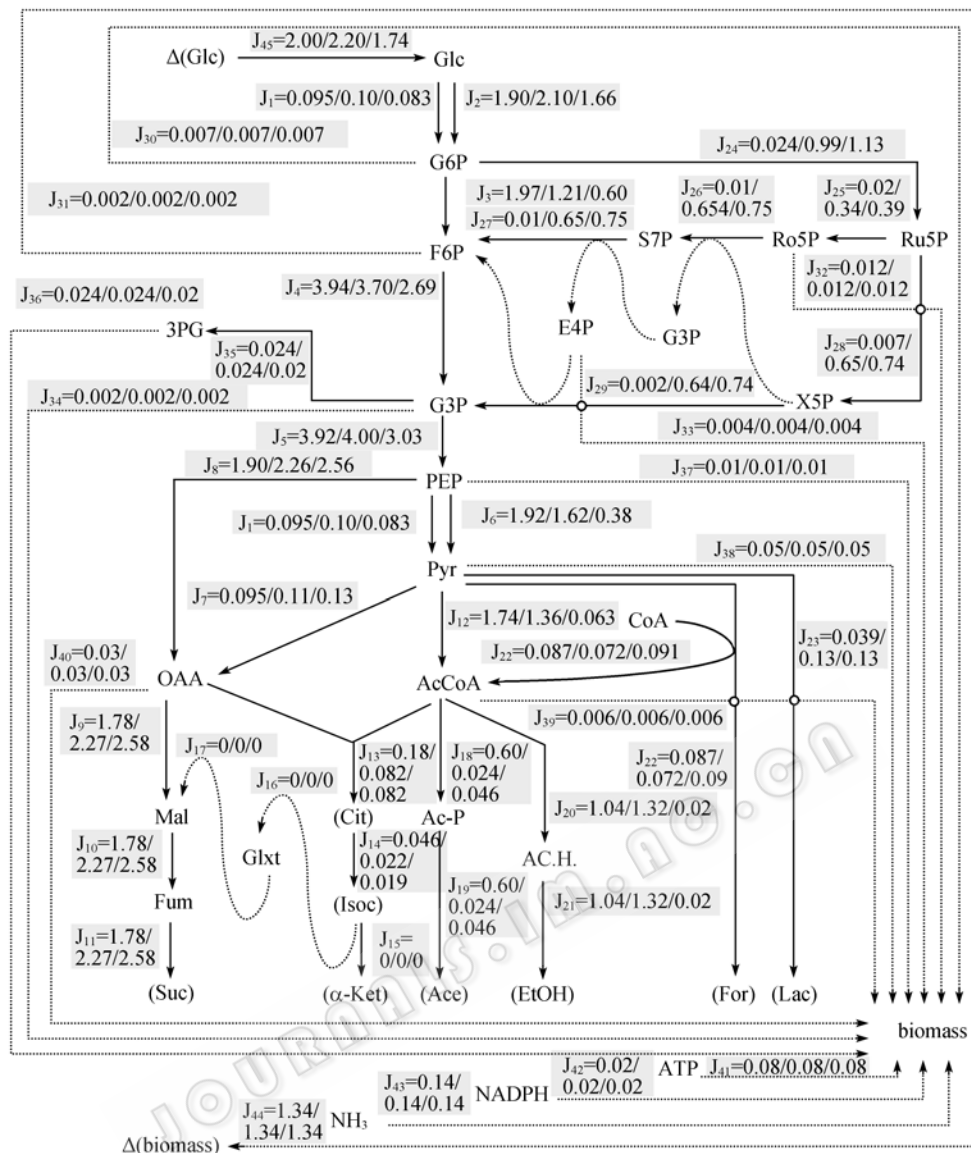 J45=2.00/2.20/1.74
Δ(Glc)
Glc
J1=0.095/0.10/0.083
J2=1.90/2.10/1.66
J30=0.007/0.007/0.007
J24=0.024/0.99/1.13
G6P
J31=0.002/0.002/0.002
J3=1.97/1.21/0.60
J27=0.01/0.65/0.75
J26=0.01/
0.654/0.75
J25=0.02/
0.34/0.39
F6P
S7P
Ro5P
Ru5P
J32=0.012/
0.012/0.012
J36=0.024/0.024/0.02
J4=3.94/3.70/2.69
3PG
E4P
G3P
J28=0.007/
0.65/0.74
J35=0.024/
0.024/0.02
J29=0.002/0.64/0.74
J34=0.002/0.002/0.002
G3P
X5P
J33=0.004/0.004/0.004
J5=3.92/4.00/3.03
J8=1.90/2.26/2.56
J37=0.01/0.01/0.01
PEP
J1=0.095/0.10/0.083
J6=1.92/1.62/0.38
J38=0.05/0.05/0.05
Pyr
J7=0.095/0.11/0.13
J12=1.74/1.36/0.063
CoA
J23=0.039/
0.13/0.13
J40=0.03/
0.03/0.03
J22=0.087/0.072/0.091
OAA
AcCoA
J39=0.006/0.006/0.006
J9=1.78/
2.27/2.58
J17=0/0/0
J13=0.18/
0.082/
0.082
J18=0.60/
0.024/
0.046
J22=0.087/
0.072/0.09
J16=0/0/0
J20=1.04/1.32/0.02
Mal
(Cit)
Ac-P
J10=1.78/
2.27/2.58
Glxt
J14=0.046/
0.022/
0.019
AC.H.
Fum
(Isoc)
J19=0.60/
0.024/
0.046
J21=1.04/1.32/0.02
J11=1.78/
2.27/2.58
J15=
0/0/0
(Suc)
(α-Ket)
(Ace)
(EtOH)
(For)
(Lac)
biomass
J42=0.02/
0.02/0.02
ATP
J41=0.08/0.08/0.08
J43=0.14/
0.14/0.14
NADPH
J44=1.34/
1.34/1.34
NH3
Δ(biomass)
JOURNALS.IM.AC.CN